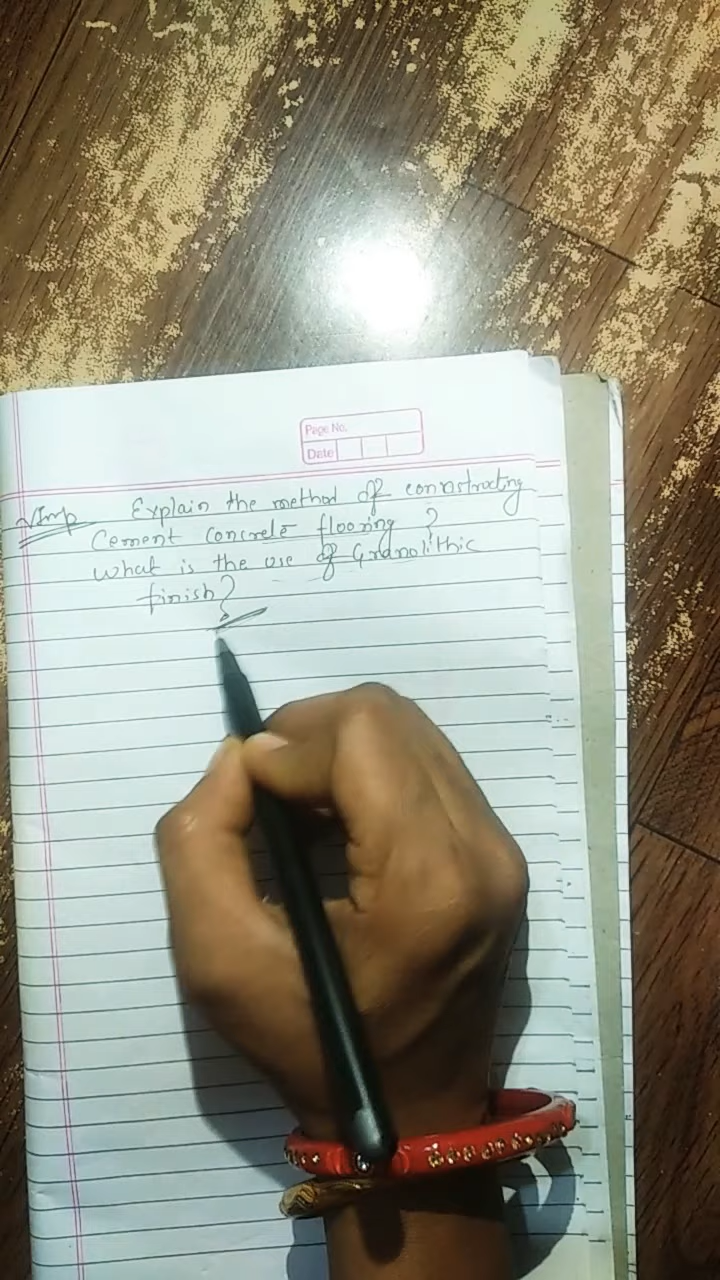 Page No.
Date
VImp Explain the method of constructing
Cement concrete flooring ?
What is the use of Granolithic
finish?